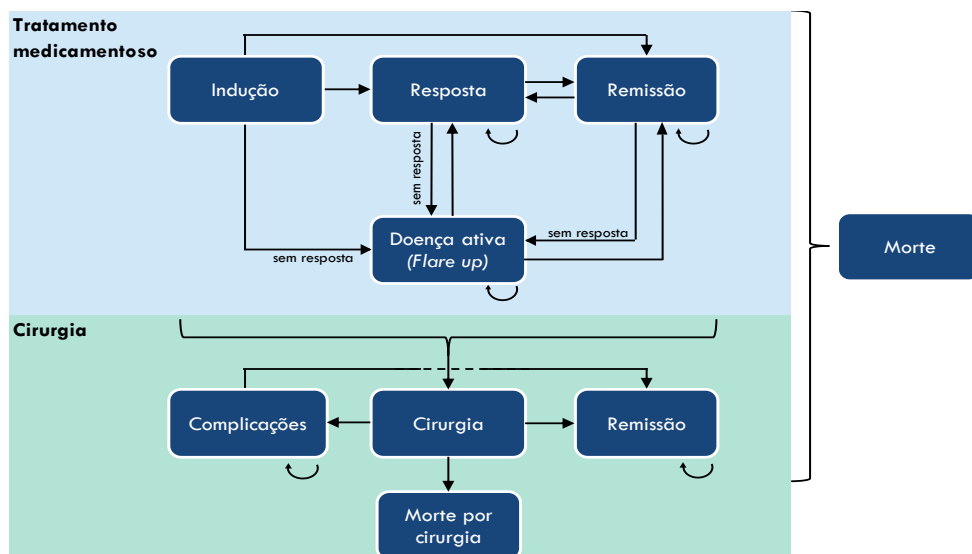 Tratamento
medicamentoso
Indução
Resposta
Remissão
sem resposta
sem resposta
sem resposta
Doença ativa
(Flare up)
Morte
Cirurgia
Complicações
Cirurgia
Remissão
Morte por
cirurgia